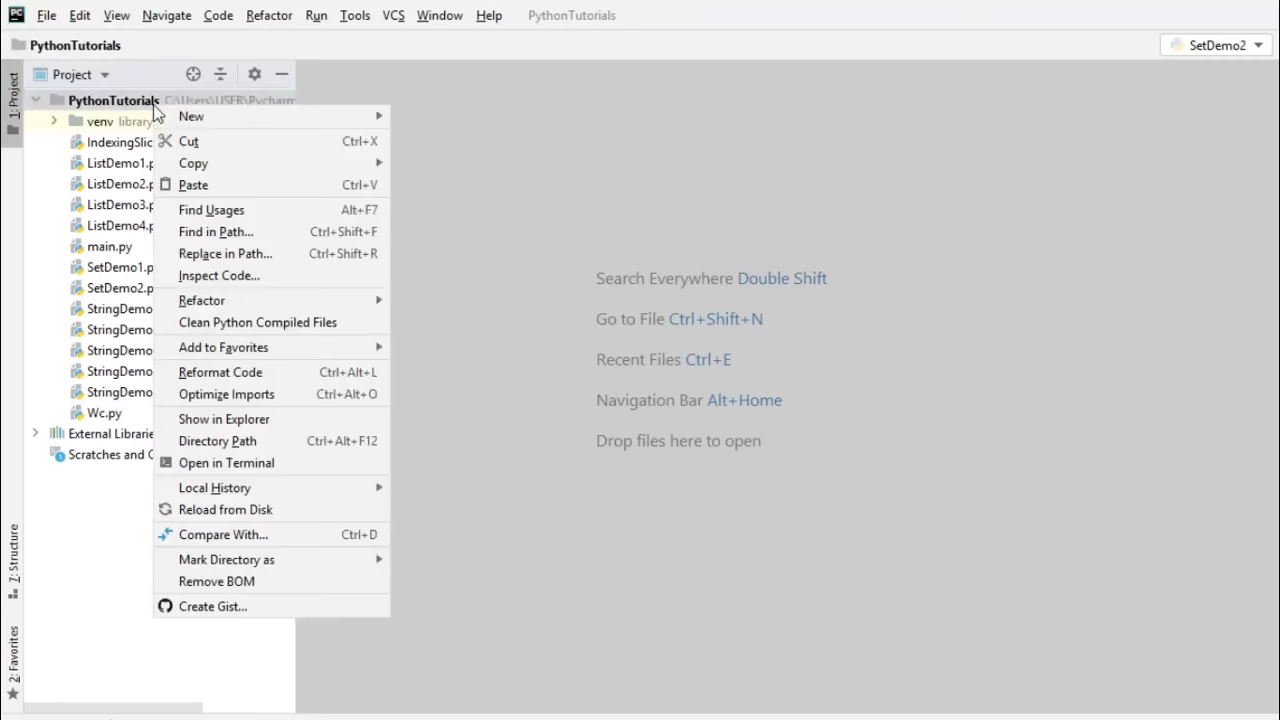 PC File Edit View Navigate Code Refactor Run Tools VCS Window Help PythonTutorials
PythonTutorials SetDemo2
1: Project
Project
PythonTutorials C:\Users\USER\Pycharm
venv library
IndexingSlic
ListDemo1.p
ListDemo2.p
ListDemo3.p
ListDemo4.p
main.py
SetDemo1.p
SetDemo2.p
StringDemo
StringDemo
StringDemo
StringDemo
StringDemo
Wc.py
External Librarie
Scratches and C
New
Cut Ctrl+X
Copy
Paste Ctrl+V
Find Usages Alt+F7
Find in Path... Ctrl+Shift+F
Replace in Path... Ctrl+Shift+R
Inspect Code...
Refactor
Clean Python Compiled Files
Add to Favorites
Reformat Code Ctrl+Alt+L
Optimize Imports Ctrl+Alt+O
Show in Explorer
Directory Path Ctrl+Alt+F12
Open in Terminal
Local History
Reload from Disk
Compare With... Ctrl+D
Mark Directory as
Remove BOM
Create Gist...
Search Everywhere Double Shift
Go to File Ctrl+Shift+N
Recent Files Ctrl+E
Navigation Bar Alt+Home
Drop files here to open
7: Structure
2: Favorites